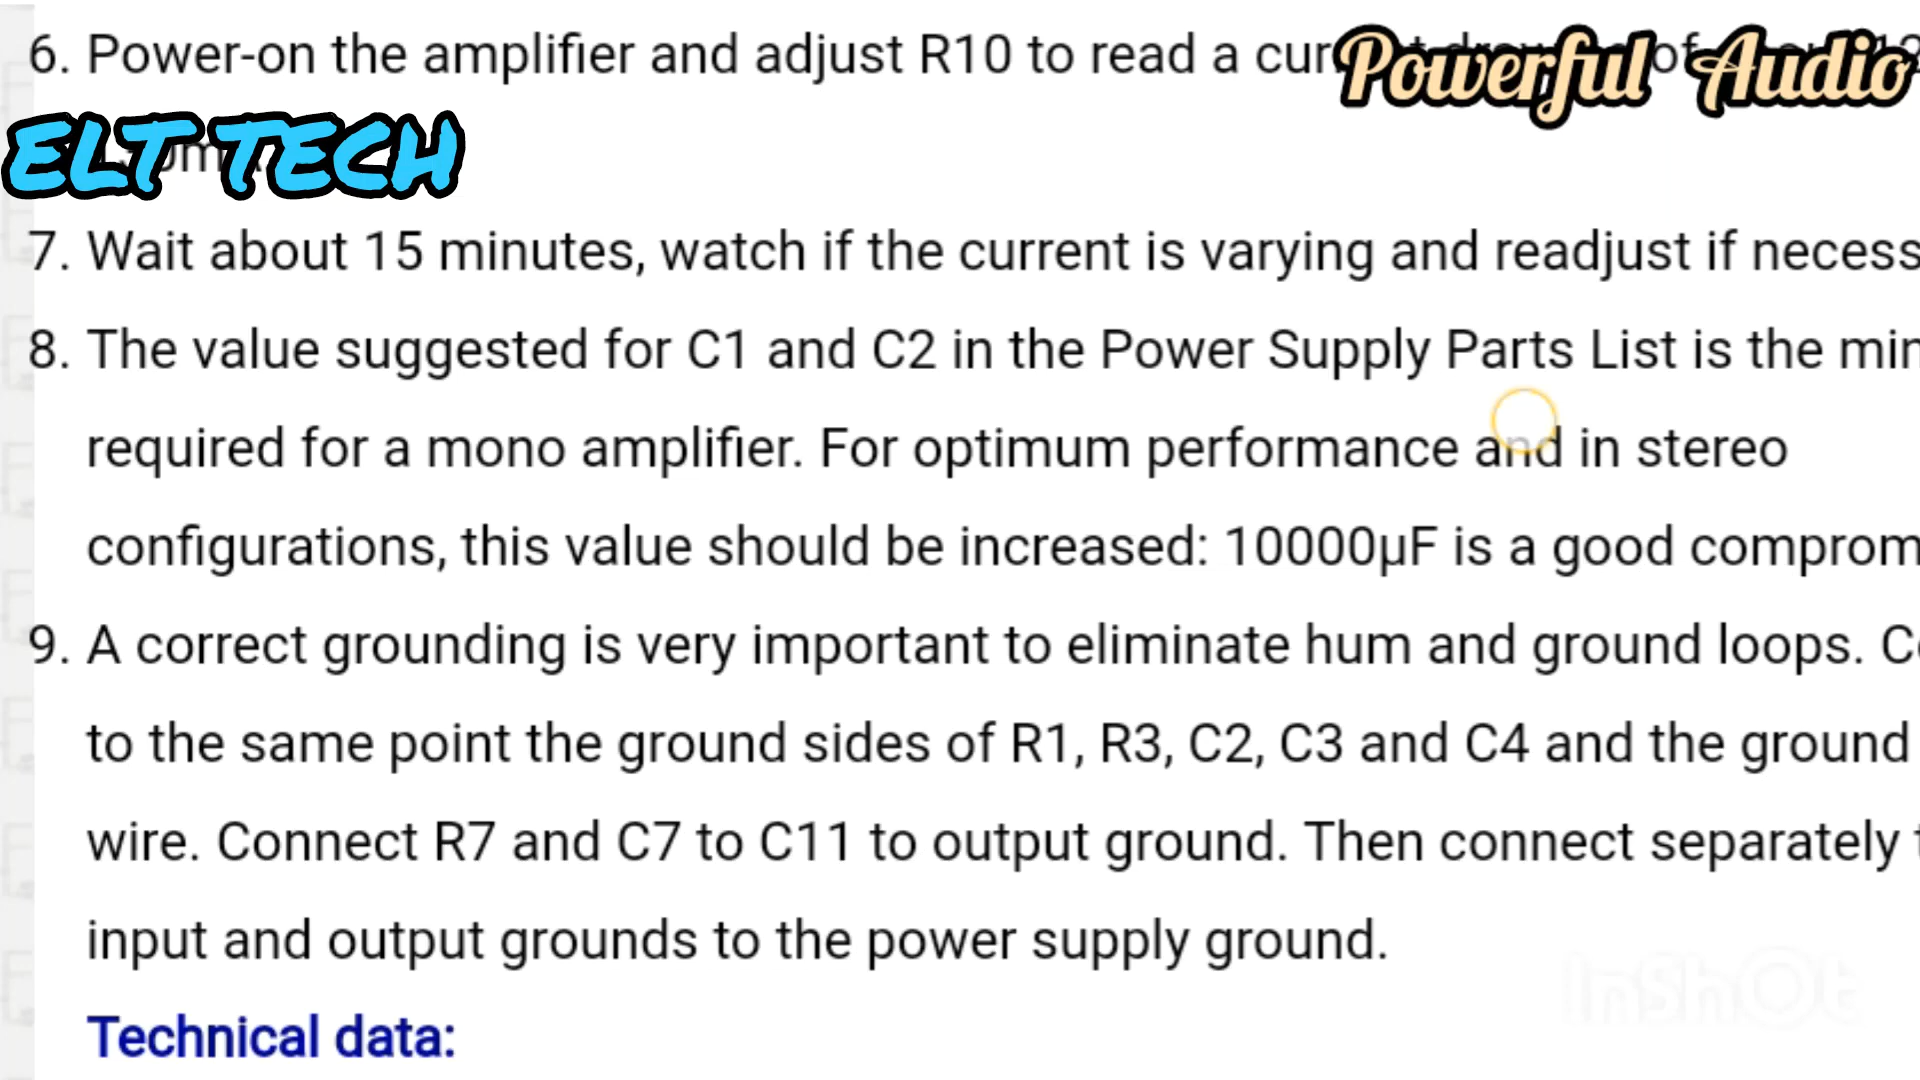 6. Power-on the amplifier and adjust R10 to read a of
Powerful Audio
ELT TECH
7. Wait about 15 minutes, watch if the current is varying and readjust if necess
8. The value suggested for C1 and C2 in the Power Supply Parts List is the min
required for a mono amplifier. For optimum performance and in stereo
configurations, this value should be increased: 10000µF is a good comprom
9. A correct grounding is very important to eliminate hum and ground loops. Co
to the same point the ground sides of R1, R3, C2, C3 and C4 and the ground
wire. Connect R7 and C7 to C11 to output ground. Then connect separately t
input and output grounds to the power supply ground.
InShOt
Technical data: